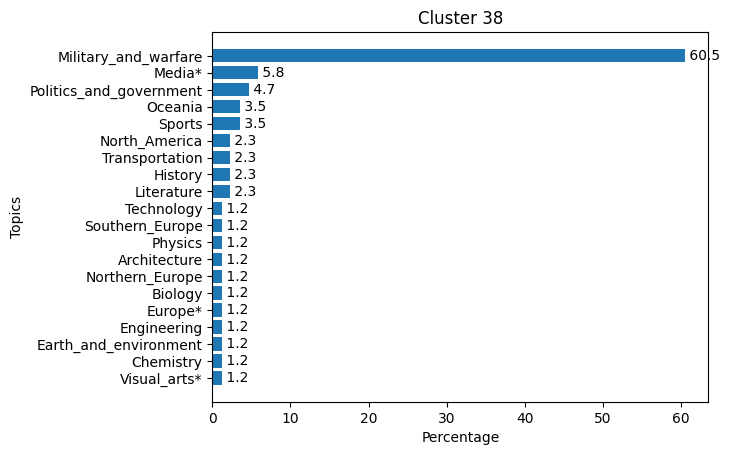 Cluster 38
Military_and_warfare 60.5
Media* 5.8
Politics_and_government 4.7
Oceania 3.5
Sports 3.5
North_America 2.3
Transportation 2.3
History 2.3
Literature 2.3
Technology 1.2
Southern_Europe 1.2
Physics 1.2
Architecture 1.2
Northern_Europe 1.2
Biology 1.2
Europe* 1.2
Engineering 1.2
Earth_and_environment 1.2
Chemistry 1.2
Visual_arts* 1.2
Topics
0 10 20 30 40 50 60
Percentage